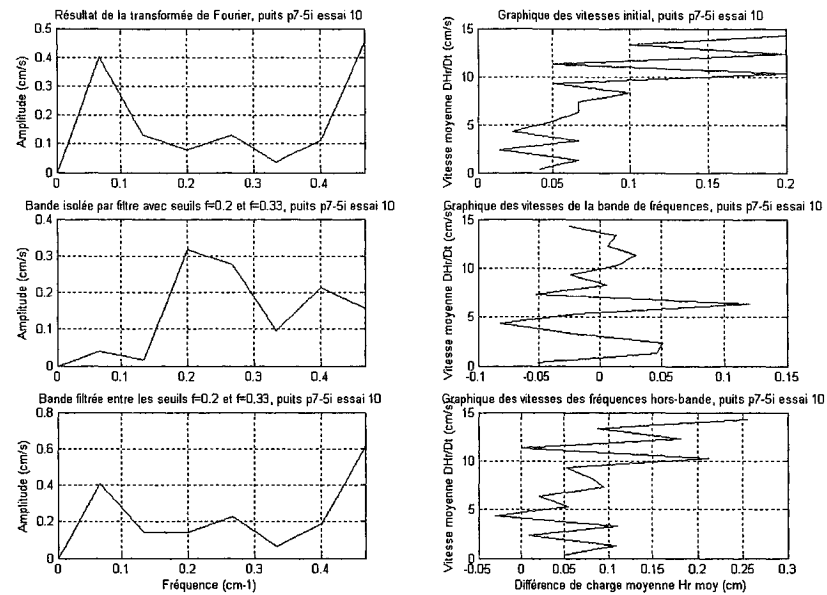 Résultat de la transformée de Fourier, puits p7-5i essai 10
Amplitude (cm/s)
0.5
0.4
0.3
0.2
0.1
0
0 0.1 0.2 0.3 0.4
Graphique des vitesses initial, puits p7-5i essai 10
Vitesse moyenne DHr/Dt (cm/s)
15
10
5
0
0 0.05 0.1 0.15 0.2
Bande isolée par filtre avec seuils f=0.2 et f=0.33, puits p7-5i essai 10
Amplitude (cm/s)
0.4
0.3
0.2
0.1
0
0 0.1 0.2 0.3 0.4
Graphique des vitesses de la bande de fréquences, puits p7-5i essai 10
Vitesse moyenne DHr/Dt (cm/s)
15
10
5
0
-0.1 -0.05 0 0.05 0.1 0.15
Bande filtrée entre les seuils f=0.2 et f=0.33, puits p7-5i essai 10
Amplitude (cm/s)
0.8
0.6
0.4
0.2
0
0 0.1 0.2 0.3 0.4
Fréquence (cm-1)
Graphique des vitesses des fréquences hors-bande, puits p7-5i essai 10
Vitesse moyenne DHr/Dt (cm/s)
15
10
5
0
-0.05 0 0.05 0.1 0.15 0.2 0.25 0.3
Différence de charge moyenne Hr moy (cm)